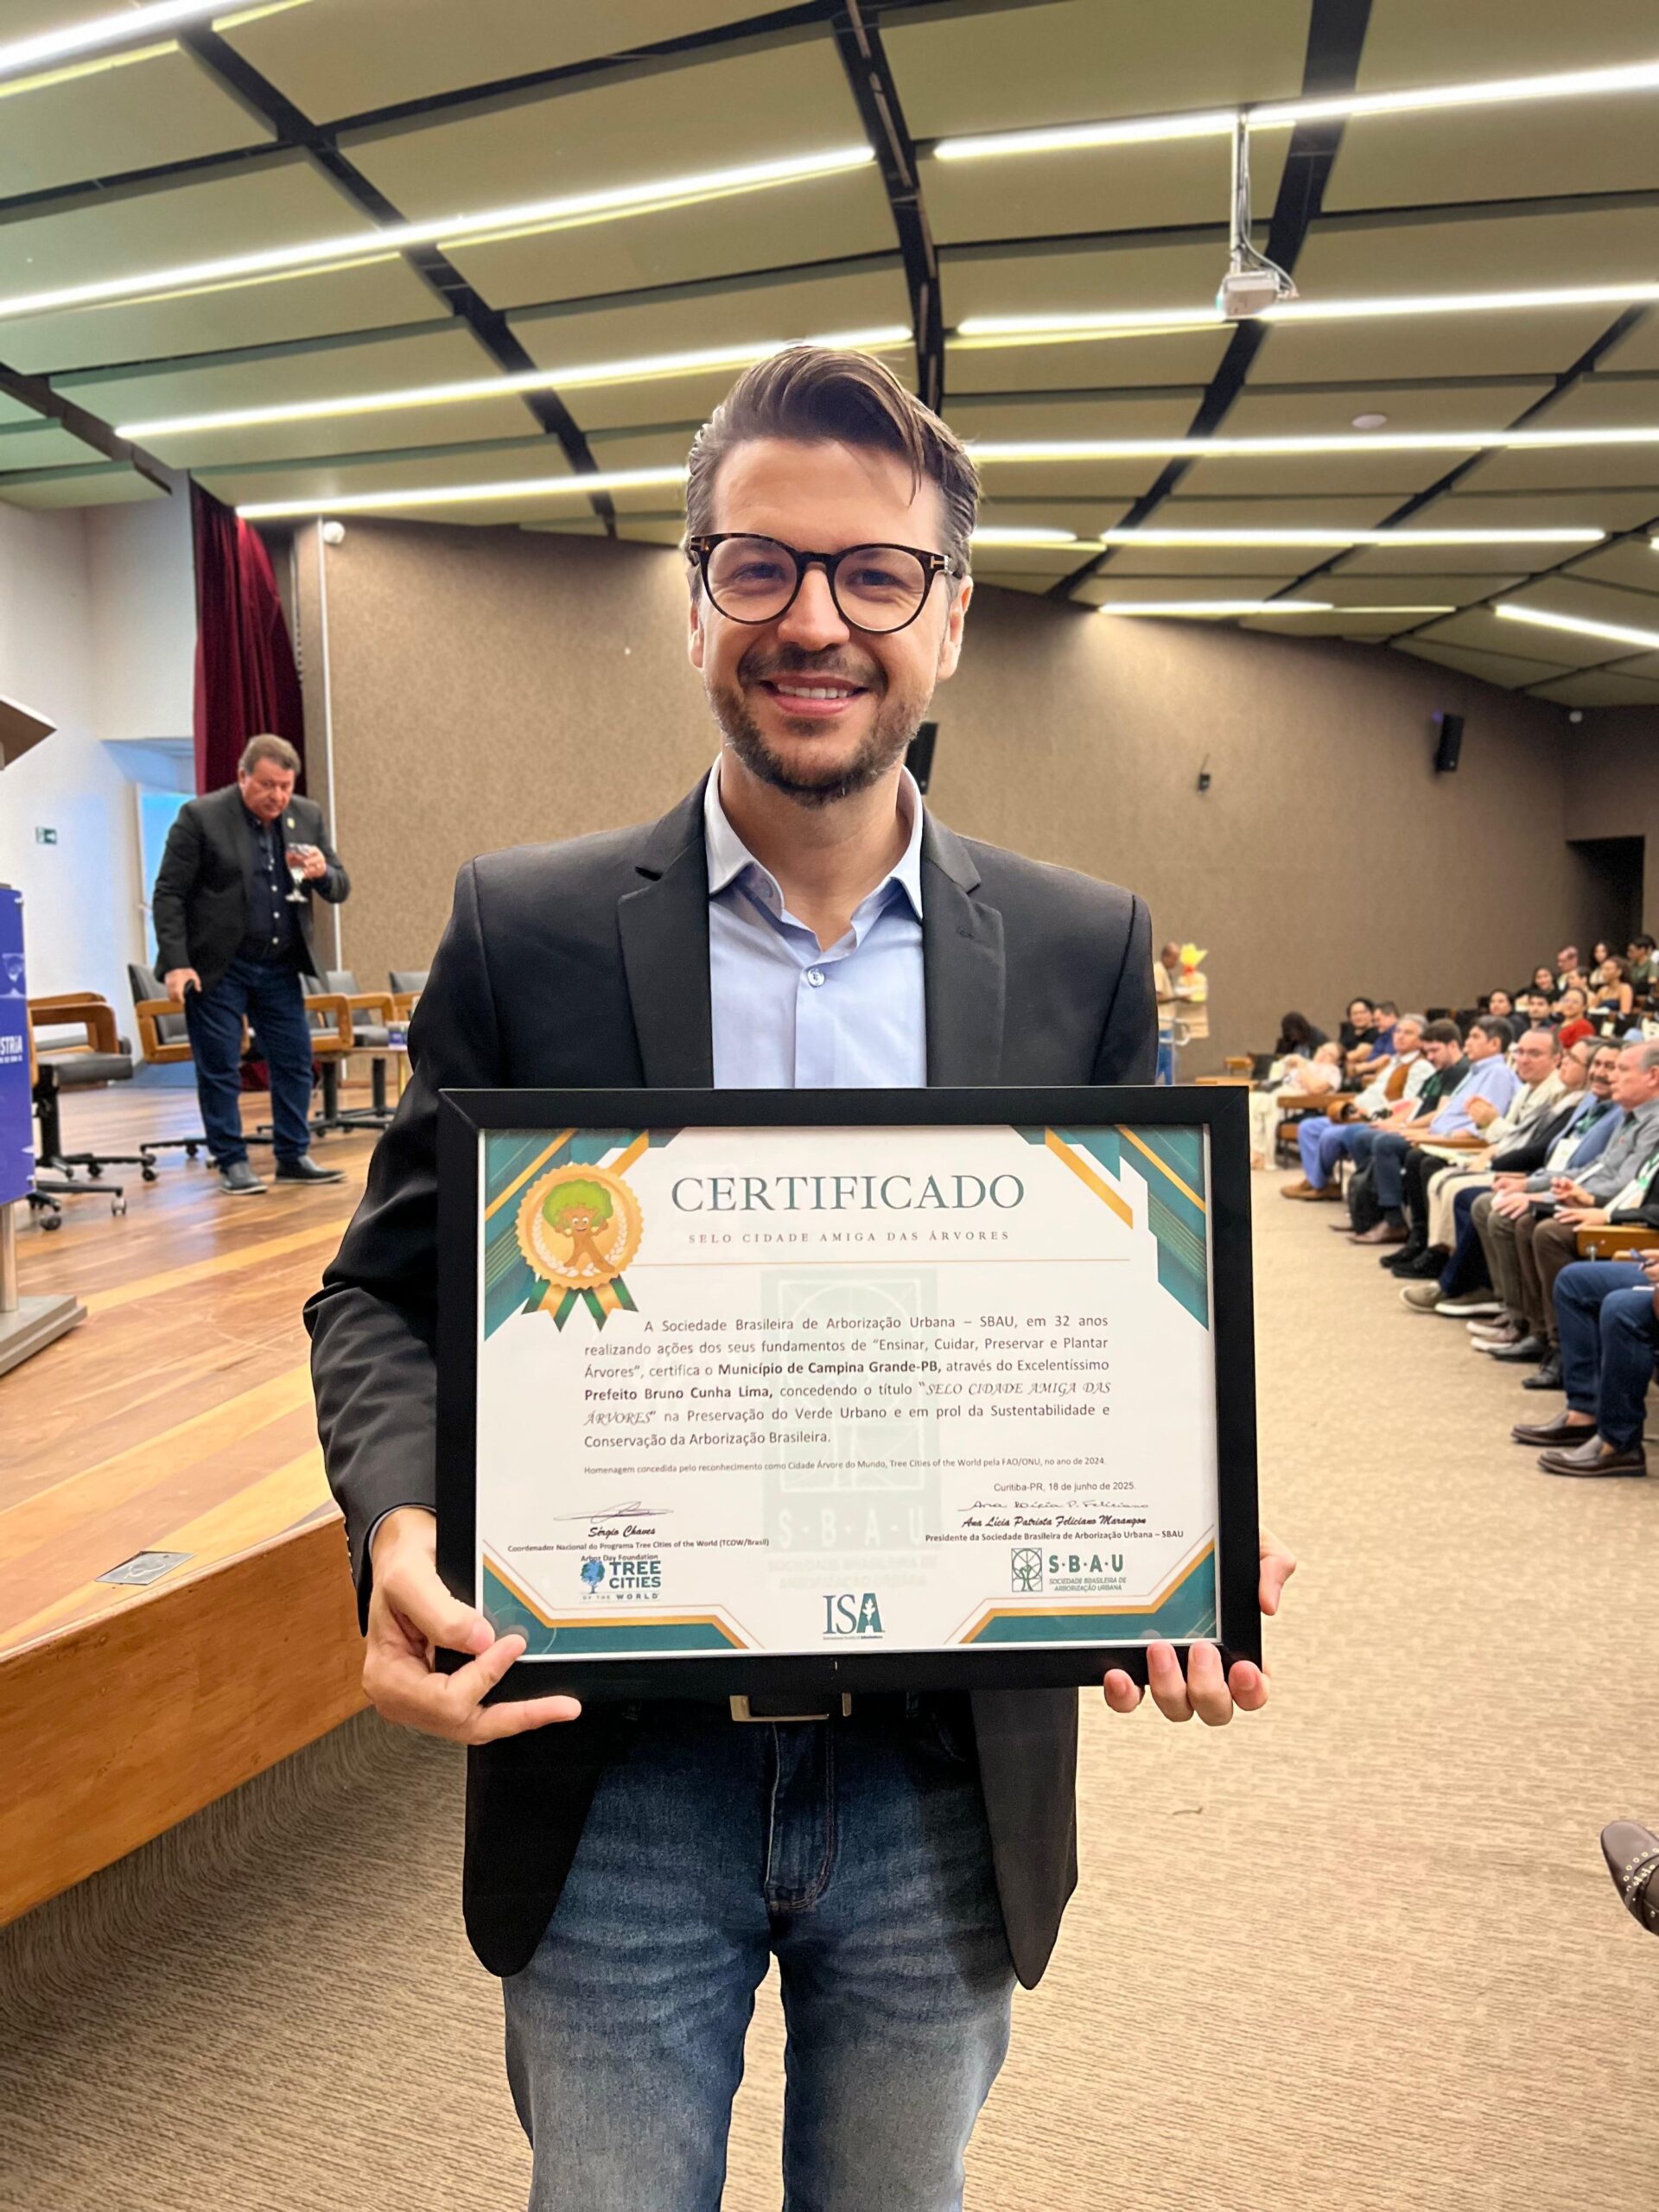 CERTIFICADO
SELO CIDADE AMIGA DAS ÁRVORES
A Sociedade Brasileira de Arborização Urbana – SBAU, em 32 anos
realizando ações dos seus fundamentos de "Ensinar, Cuidar, Preservar e Plantar
Árvores", certifica o Município de Campina Grande-PB, através do Excelentíssimo
Prefeito Bruno Cunha Lima, concedendo o título "SELO CIDADE AMIGA DAS
ÁRVORES" na Preservação do Verde Urbano e em prol da Sustentabilidade e
Conservação da Arborização Brasileira.
Homenagem concedida pelo reconhecimento como Cidade Árvore do Mundo, Tree Cities of the World pela FAO/ONU, no ano de 2024.
Curitiba-PR, 18 de junho de 2025.
Sérgio Chaves
Coordenador Nacional do Programa Tree Cities of the World (TCOW/Brasil)
Arbor Day Foundation
TREE
CITIES
OF THE WORLD
Ana Lícia Patriota Feliciano Marangon
Presidente da Sociedade Brasileira de Arborização Urbana – SBAU
S·B·A·U
SOCIEDADE BRASILEIRA DE
ARBORIZAÇÃO URBANA
ISA
S·B·A·U
STRIA